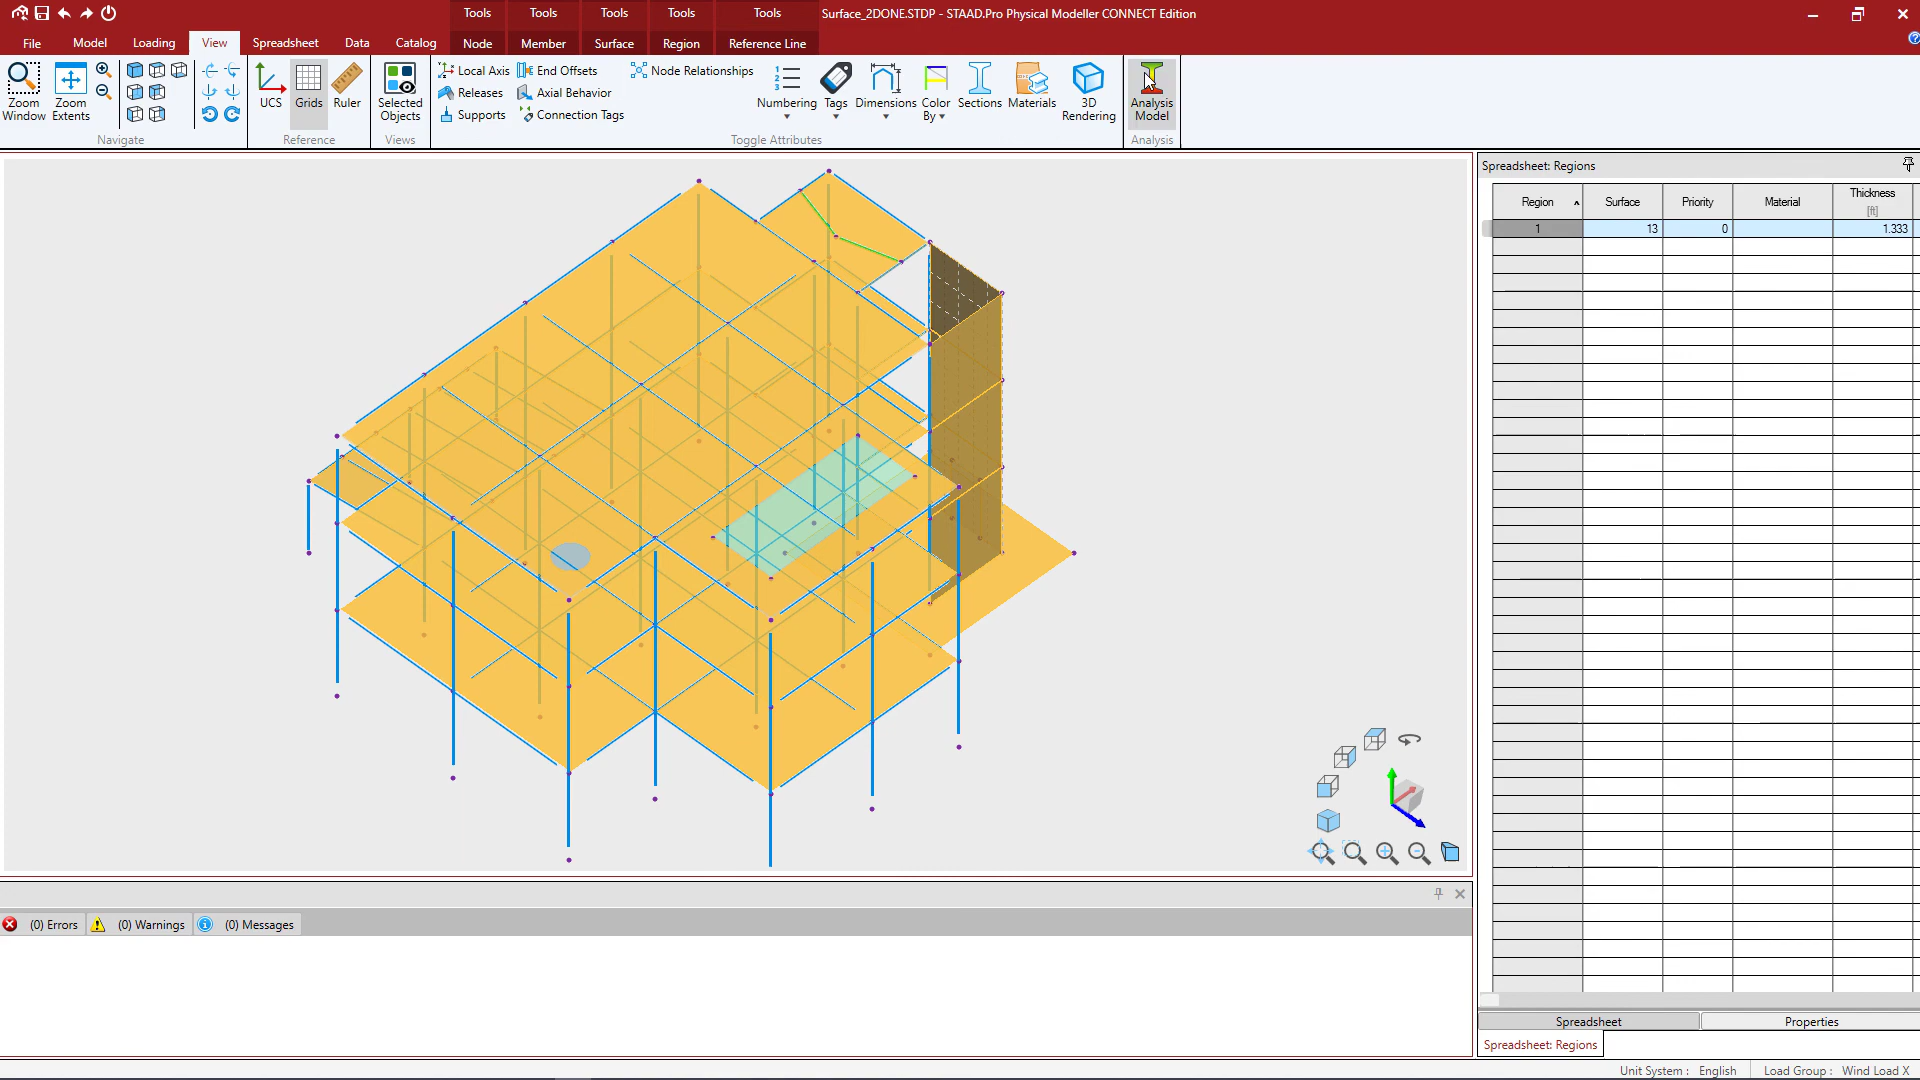 Tools Tools Tools Tools Tools Surface_2DONE.STDP - STAAD.Pro Physical Modeller CONNECT Edition
File Model Loading View Spreadsheet Data Catalog Node Member Surface Region Reference Line
Zoom Window
Zoom Extents
Navigate
UCS
Grids
Ruler
Reference
Selected Objects
Views
Local Axis
Releases
Supports
End Offsets
Axial Behavior
Connection Tags
Node Relationships
Numbering
Tags
Dimensions
Color By
Sections
Materials
3D Rendering
Toggle Attributes
Analysis Model
Analysis
Spreadsheet: Regions
Region Surface Priority Material Thickness [ft]
1 13 0 1.333
(0) Errors (0) Warnings (0) Messages
Spreadsheet Properties
Spreadsheet: Regions
Unit System : English Load Group : Wind Load X